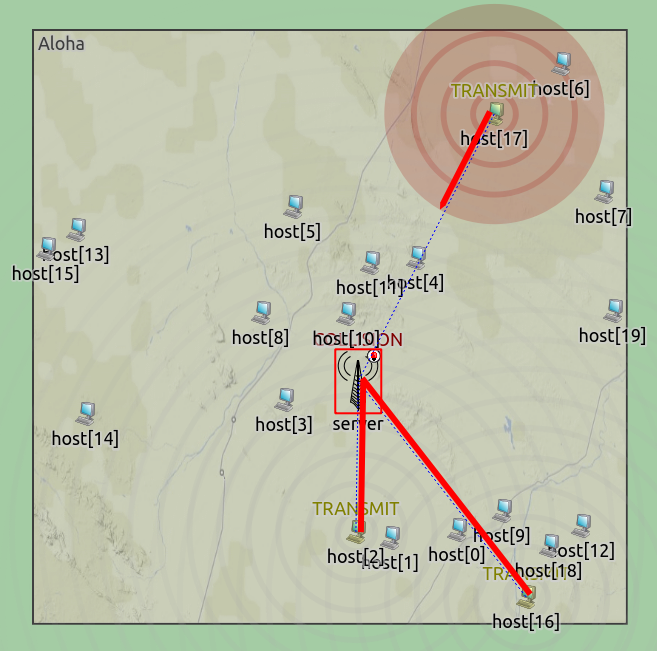 Aloha
host[6]
TRANSMIT
host[17]
host[7]
host[5]
host[13]
host[15]
host[4]
host[11]
host[8]
host[10]
host[19]
COLLISION
server
host[3]
host[14]
TRANSMIT
host[2]
host[1]
host[0]
host[9]
host[12]
host[18]
TRANSMIT
host[16]